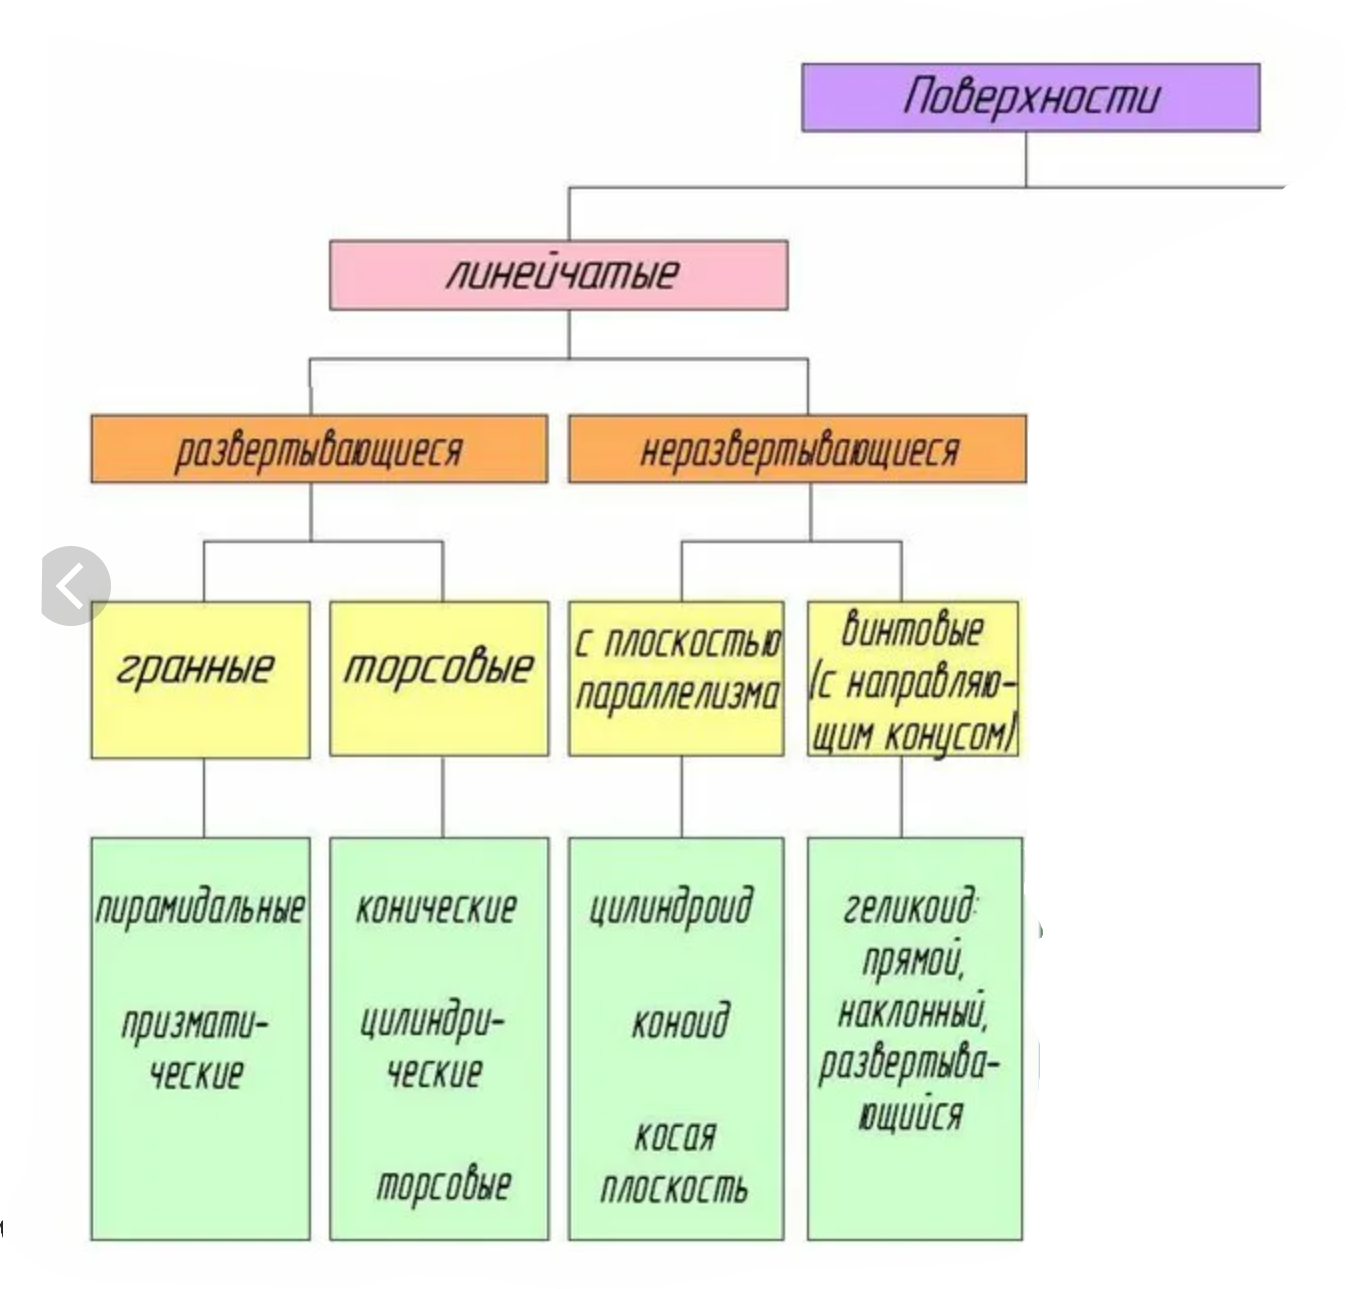 Поверхности
линейчатые
развертывающиеся
неразвертывающиеся
гранные
торсовые
с плоскостью
параллелизма
винтовые
(с направляю-
щим конусом)
пирамидальные
призмати-
ческие
конические
цилиндри-
ческие
торсовые
цилиндроид
коноид
косая
плоскость
геликоид:
прямой,
наклонный,
развертыва-
ющийся